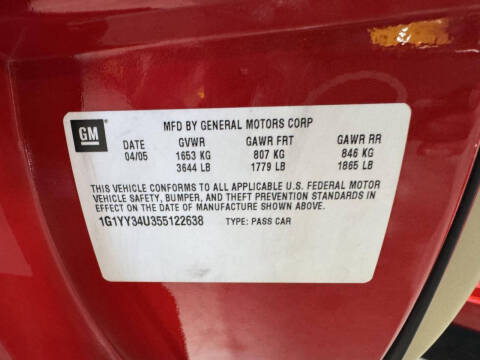 GM
MFD BY GENERAL MOTORS CORP
DATE GVWR GAWR FRT GAWR RR
04/05 1653 KG 807 KG 846 KG
3644 LB 1779 LB 1865 LB
THIS VEHICLE CONFORMS TO ALL APPLICABLE U.S. FEDERAL MOTOR
VEHICLE SAFETY, BUMPER, AND THEFT PREVENTION STANDARDS IN
EFFECT ON THE DATE OF MANUFACTURE SHOWN ABOVE.
1G1YY34U355122638 TYPE: PASS CAR